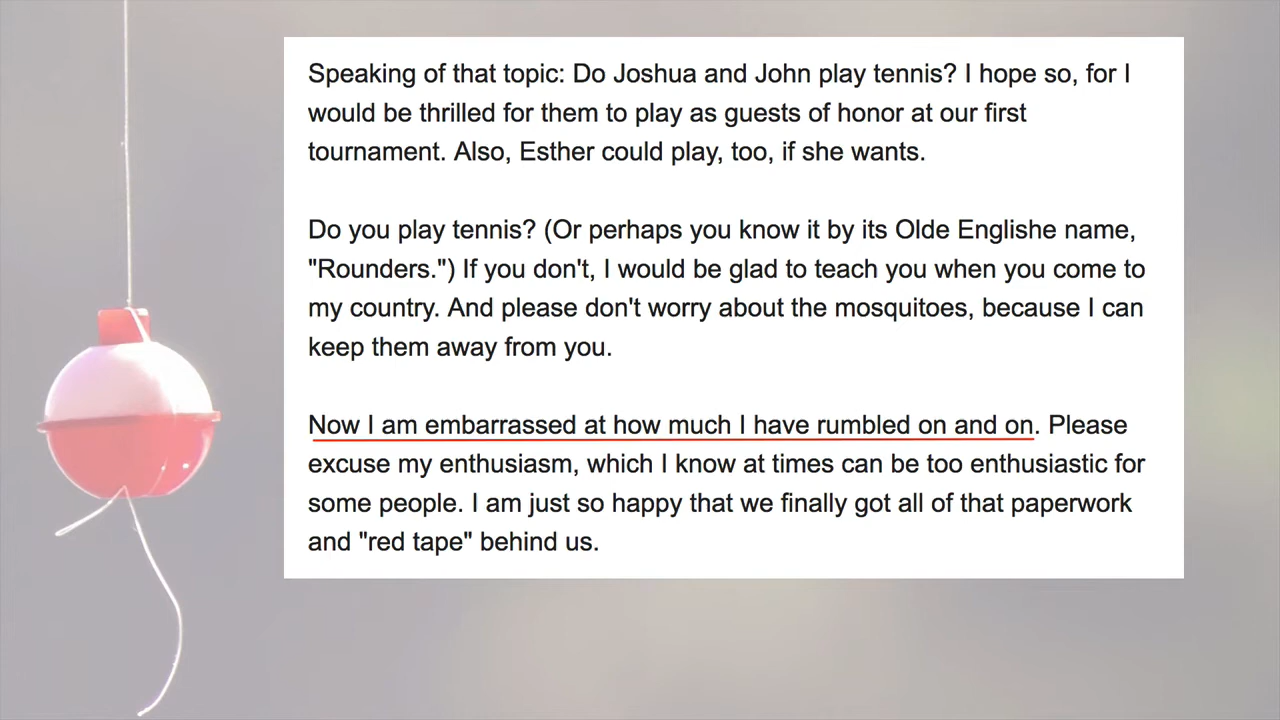 Speaking of that topic: Do Joshua and John play tennis? I hope so, for I
would be thrilled for them to play as guests of honor at our first
tournament. Also, Esther could play, too, if she wants.
Do you play tennis? (Or perhaps you know it by its Olde Englishe name,
"Rounders.") If you don't, I would be glad to teach you when you come to
my country. And please don't worry about the mosquitoes, because I can
keep them away from you.
Now I am embarrassed at how much I have rumbled on and on. Please
excuse my enthusiasm, which I know at times can be too enthusiastic for
some people. I am just so happy that we finally got all of that paperwork
and "red tape" behind us.